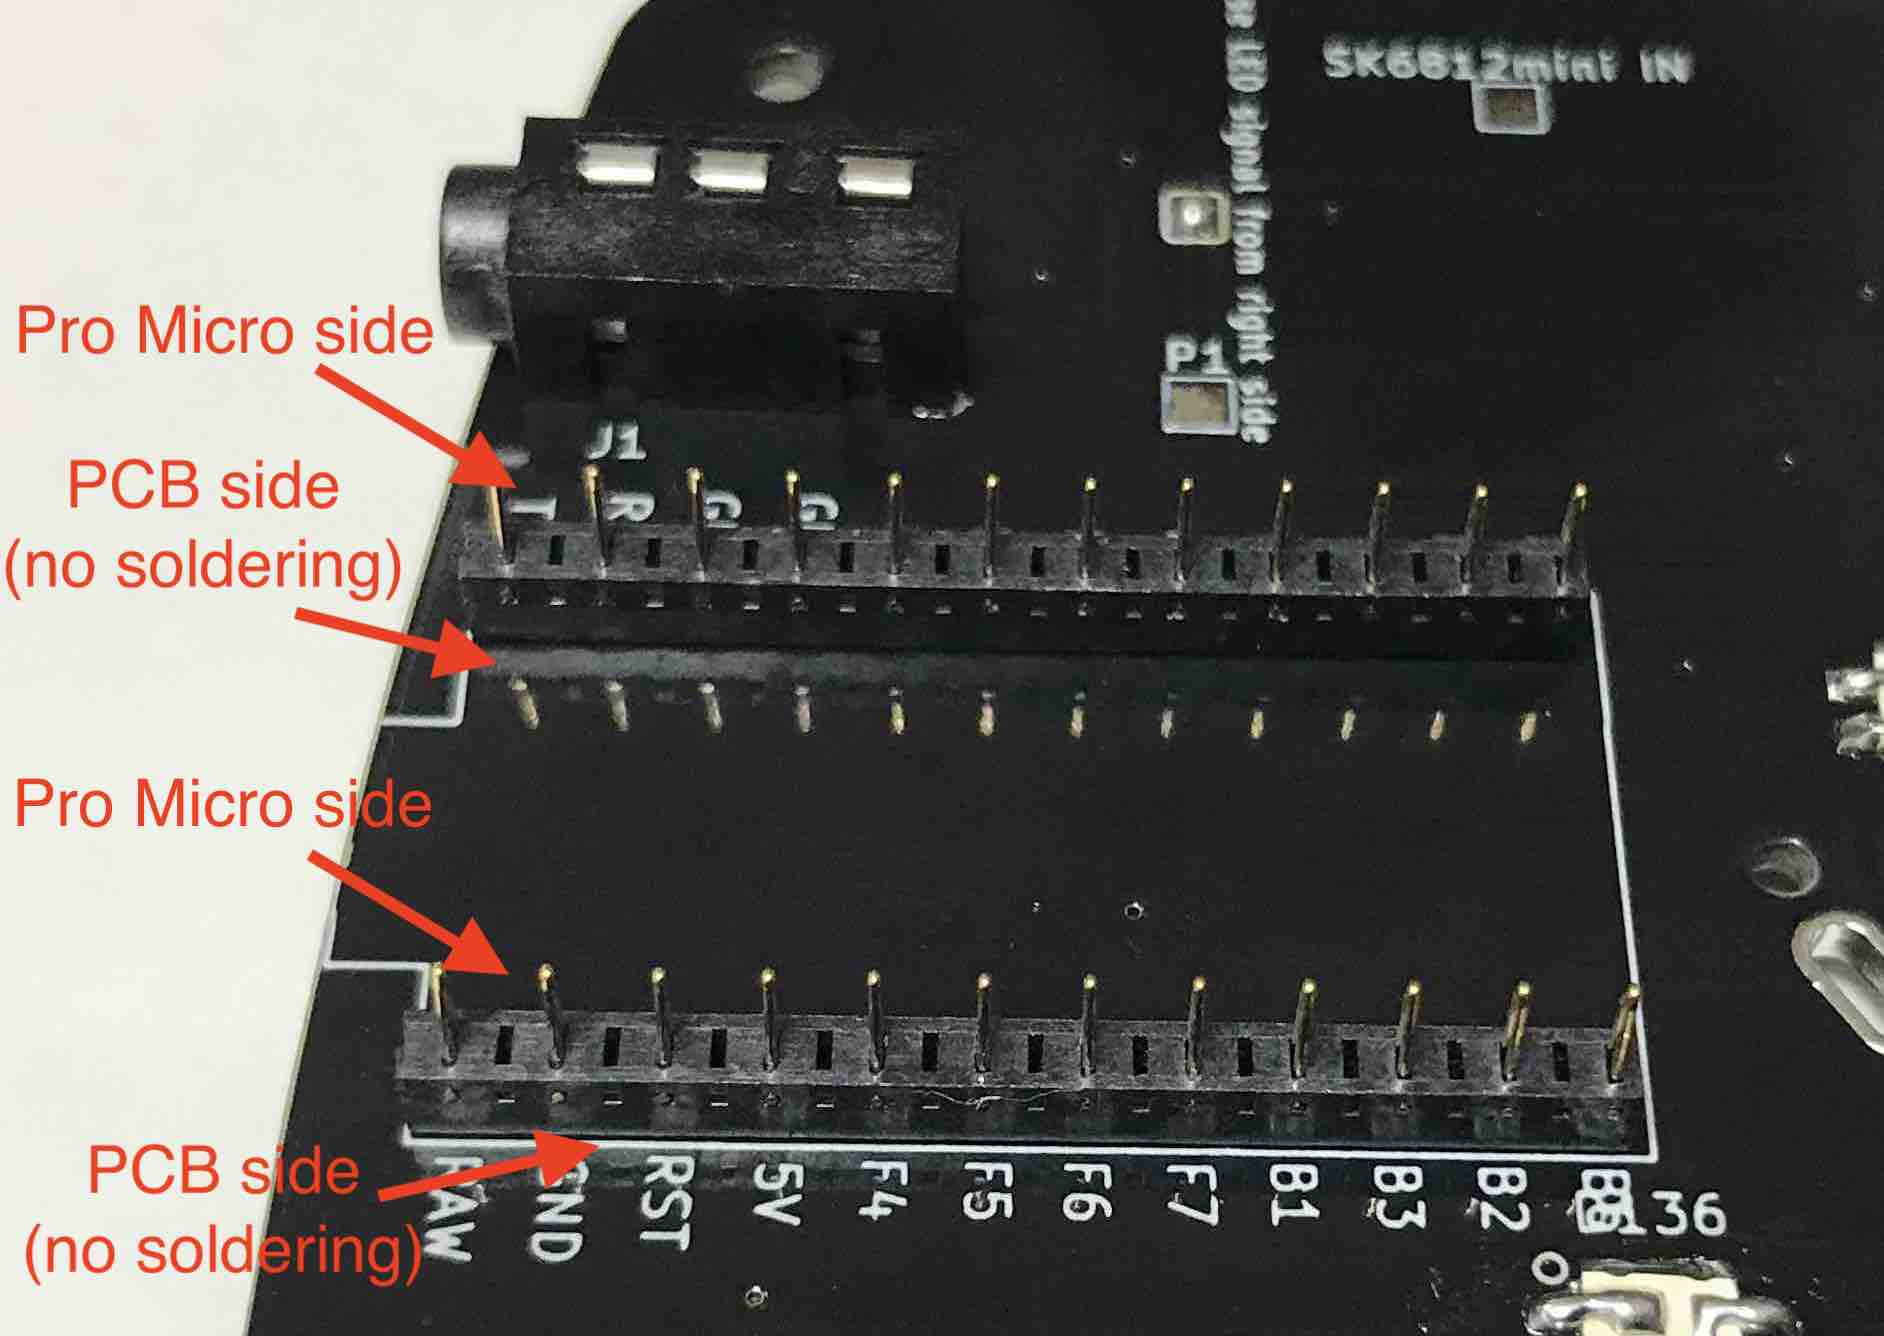 SK6812mini IN
LED signal from right side
Pro Micro side
P1
J1
PCB side
(no soldering)
T R G G
Pro Micro side
PCB side
(no soldering)
RAW GND RST 5V F4 F5 F6 F7 B1 B3 B2 B6